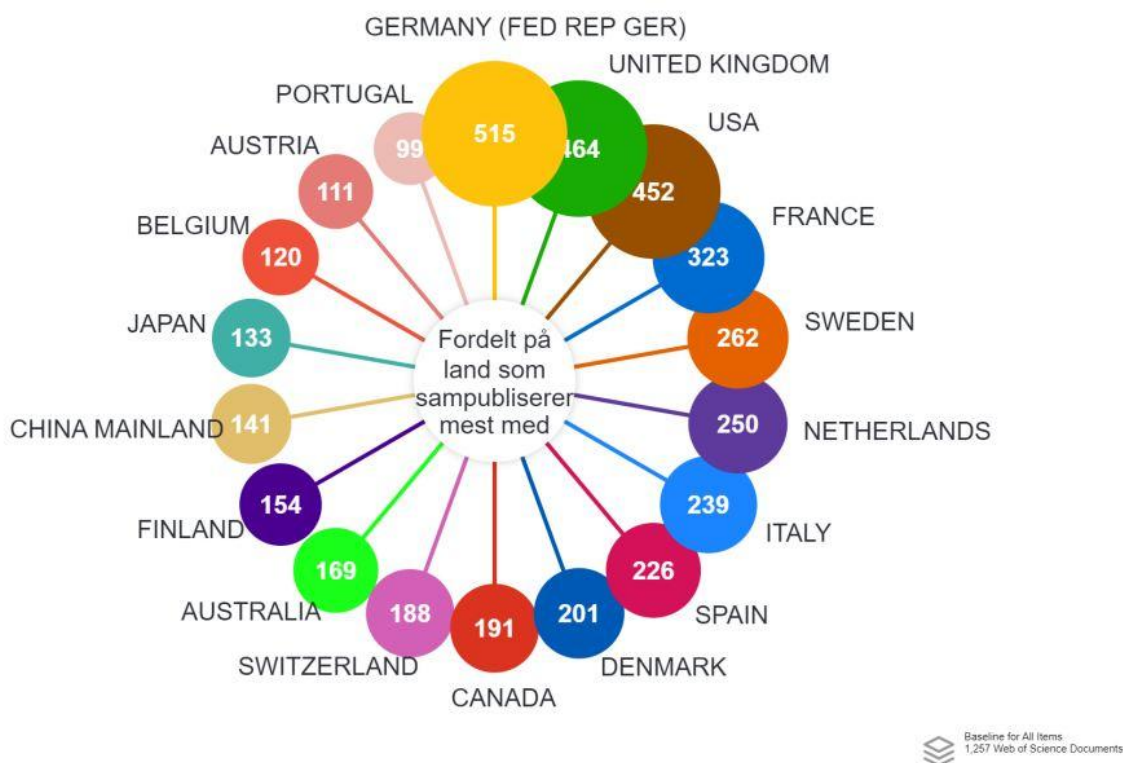 GERMANY (FED REP GER)
515
UNITED KINGDOM
464
USA
452
FRANCE
323
SWEDEN
262
NETHERLANDS
250
ITALY
239
SPAIN
226
DENMARK
201
CANADA
191
SWITZERLAND
188
AUSTRALIA
169
FINLAND
154
CHINA MAINLAND
141
JAPAN
133
BELGIUM
120
AUSTRIA
111
PORTUGAL
99
Fordelt på
land som
sampubliserer
mest med
Baseline for All Items
1,257 Web of Science Documents